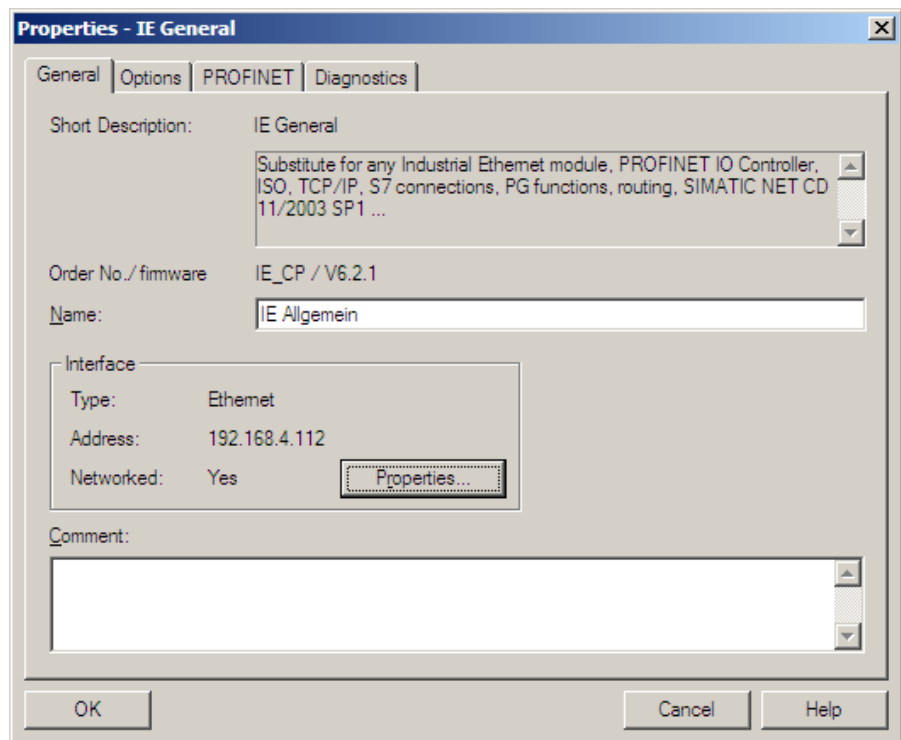 Properties - IE General
General Options PROFINET Diagnostics
Short Description: IE General
Substitute for any Industrial Ethernet module, PROFINET IO Controller,
ISO, TCP/IP, S7 connections, PG functions, routing, SIMATIC NET CD
11/2003 SP1 ...
Order No./ firmware IE_CP / V6.2.1
Name: IE Allgemein
Interface
Type: Ethernet
Address: 192.168.4.112
Networked: Yes Properties...
Comment:
OK Cancel Help